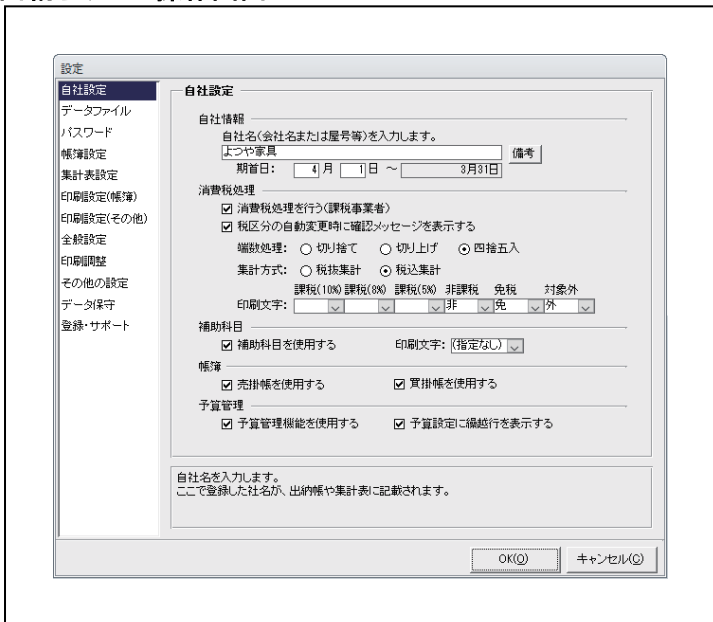 設定
自社設定
データファイル
パスワード
帳簿設定
集計表設定
印刷設定(帳簿)
印刷設定(その他)
全般設定
印刷調整
その他の設定
データ保守
登録・サポート
自社設定
自社情報
自社名(会社名または屋号等)を入力します。
よつや家具 備考
期首日: 4 月 1 日 ~ 3月31日
消費税処理
消費税処理を行う(課税事業者)
税区分の自動変更時に確認メッセージを表示する
端数処理: 切り捨て 切り上げ 四捨五入
集計方式: 税抜集計 税込集計
課税(10%) 課税(8%) 課税(5%) 非課税 免税 対象外
印刷文字: 非 免 外
補助科目
補助科目を使用する 印刷文字: (指定なし)
帳簿
売掛帳を使用する 買掛帳を使用する
予算管理
予算管理機能を使用する 予算設定に繰越行を表示する
自社名を入力します。
ここで登録した社名が、出納帳や集計表に記載されます。
OK(O) キャンセル(C)